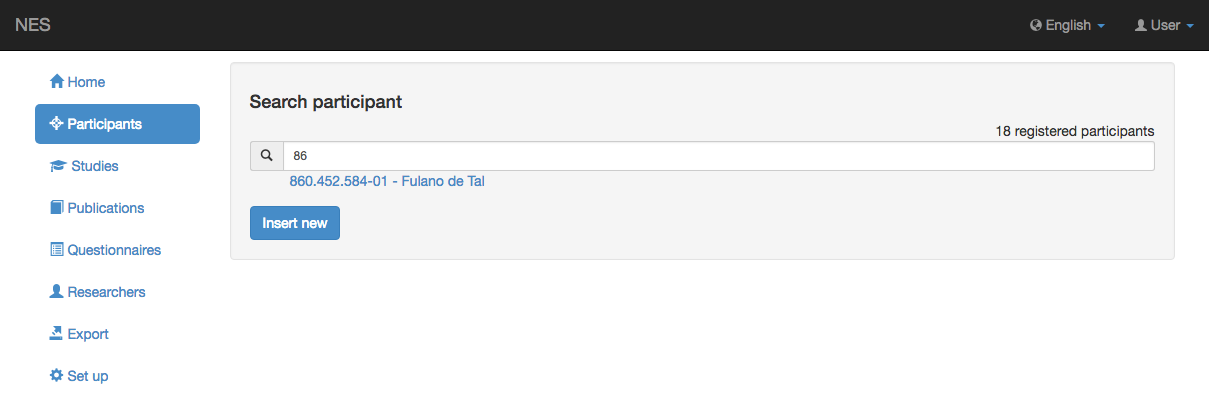 NES
English
User
Home
Participants
Studies
Publications
Questionnaires
Researchers
Export
Set up
Search participant
18 registered participants
86
860.452.584-01 - Fulano de Tal
Insert new